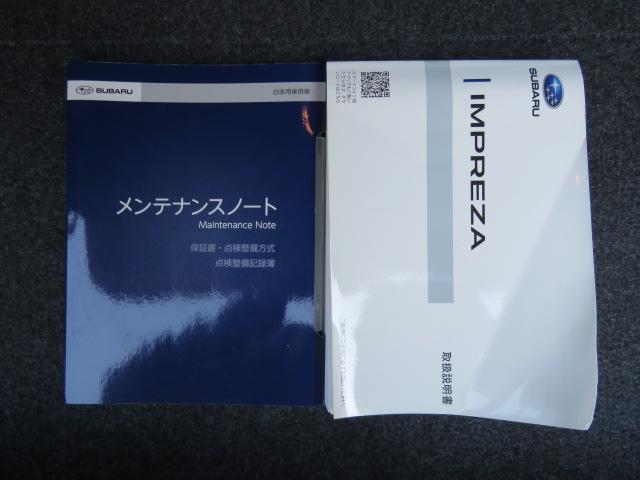 SUBARU
自家用乗用車
メンテナンスノート
Maintenance Note
保証書・点検整備方式
点検整備記録簿
SUBARU
IMPREZA
取扱説明書